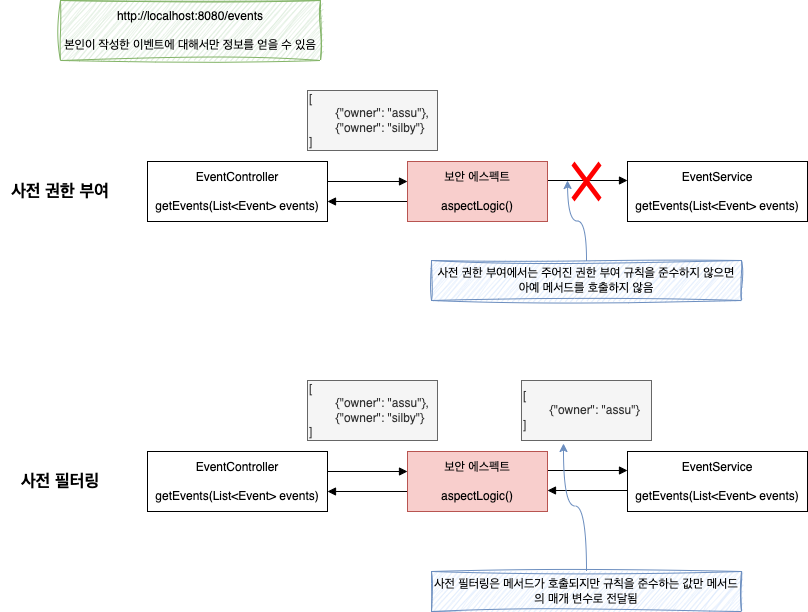 http://localhost:8080/events
본인이 작성한 이벤트에 대해서만 정보를 얻을 수 있음
[
{"owner": "assu"},
{"owner": "silby"}
]
사전 권한 부여
EventController
getEvents(List<Event> events)
보안 에스펙트
aspectLogic()
EventService
getEvents(List<Event> events)
사전 권한 부여에서는 주어진 권한 부여 규칙을 준수하지 않으면
아예 메서드를 호출하지 않음
[
{"owner": "assu"},
{"owner": "silby"}
]
[
{"owner": "assu"}
]
사전 필터링
EventController
getEvents(List<Event> events)
보안 에스펙트
aspectLogic()
EventService
getEvents(List<Event> events)
사전 필터링은 메서드가 호출되지만 규칙을 준수하는 값만 메서드
의 매개 변수로 전달됨